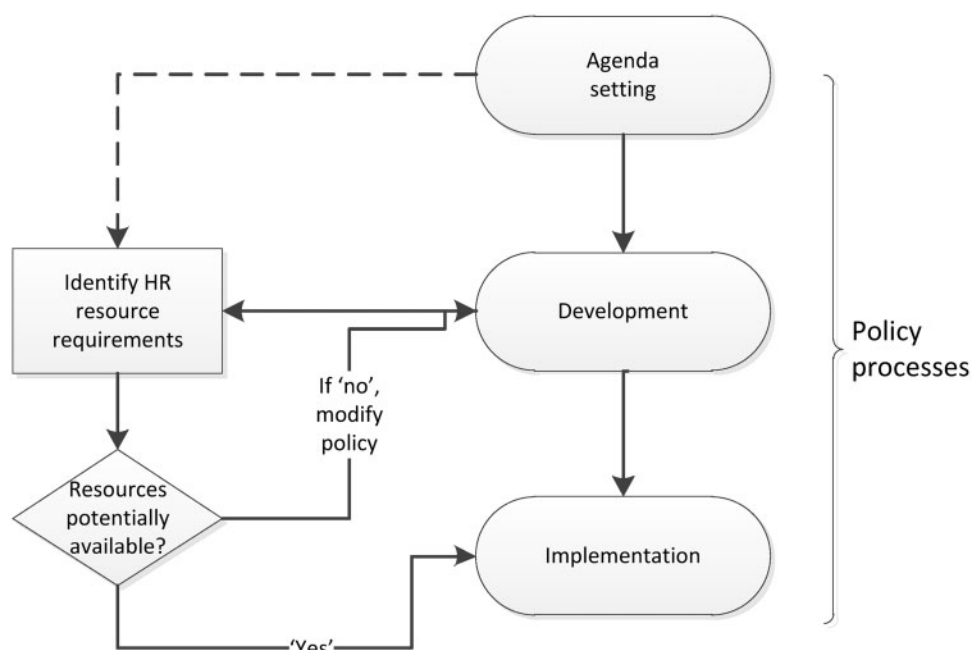 Agenda
setting
Identify HR
resource
requirements
Development
Policy
processes
If ‘no’,
modify
policy
Resources
potentially
available?
Implementation
‘Yes’